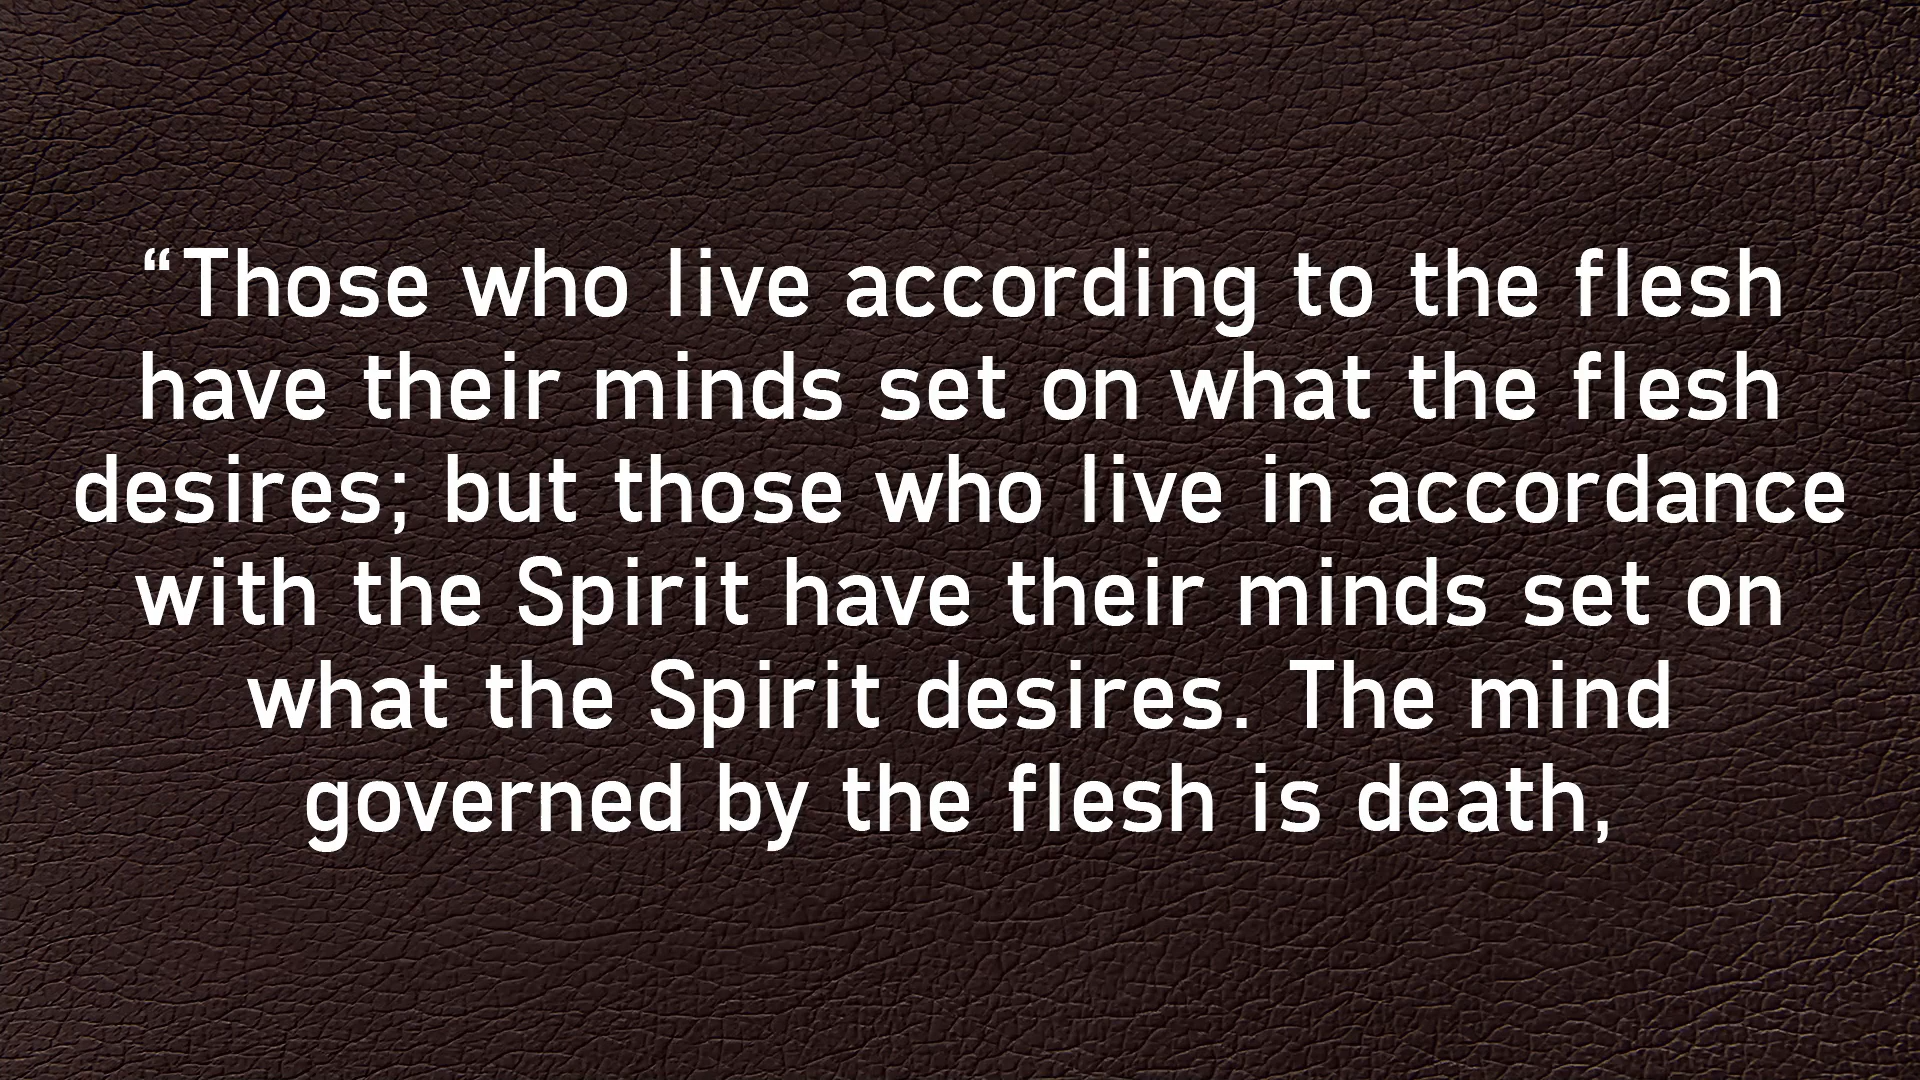 “Those who live according to the flesh
have their minds set on what the flesh
desires; but those who live in accordance
with the Spirit have their minds set on
what the Spirit desires. The mind
governed by the flesh is death,